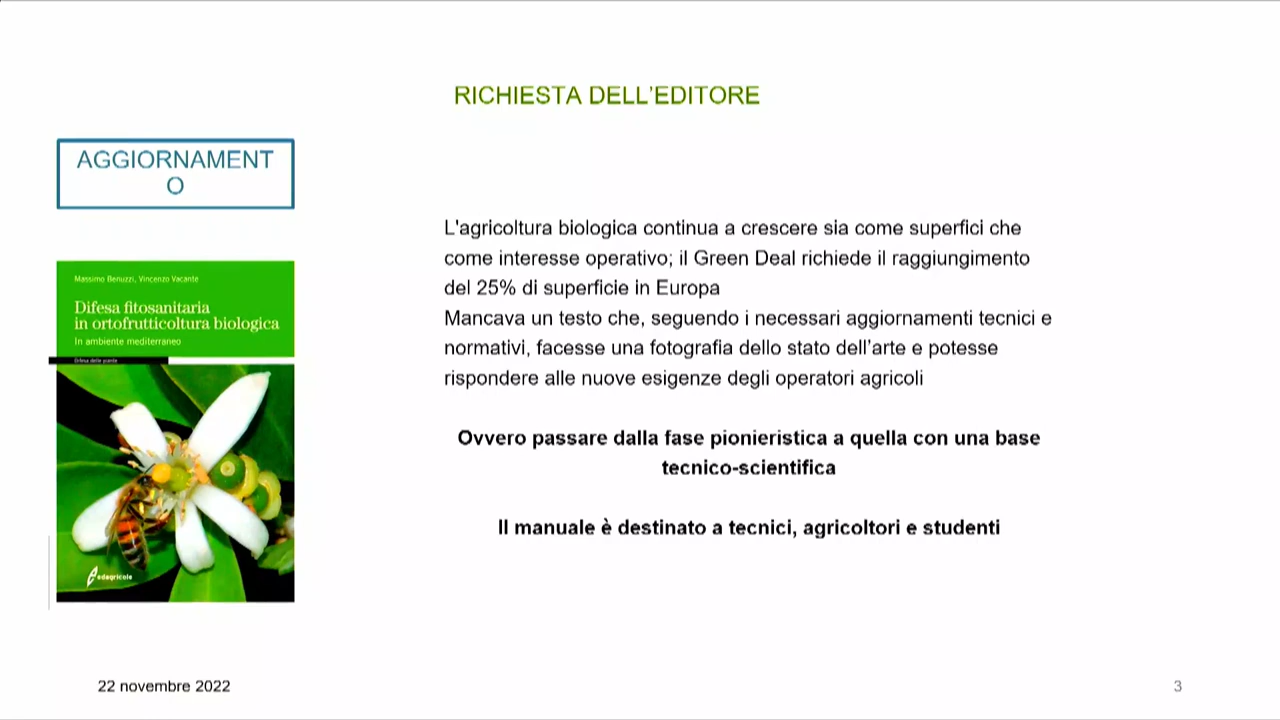 RICHIESTA DELL'EDITORE
AGGIORNAMENT
O
L'agricoltura biologica continua a crescere sia come superfici che
come interesse operativo; il Green Deal richiede il raggiungimento
del 25% di superficie in Europa
Mancava un testo che, seguendo i necessari aggiornamenti tecnici e
normativi, facesse una fotografia dello stato dell'arte e potesse
rispondere alle nuove esigenze degli operatori agricoli
Ovvero passare dalla fase pionieristica a quella con una base
tecnico-scientifica
Il manuale è destinato a tecnici, agricoltori e studenti
Massimo Benuzzi, Vincenzo Vacante
Difesa fitosanitaria
in ortofrutticoltura biologica
In ambiente mediterraneo
Difesa delle piante
edagricole
22 novembre 2022
3